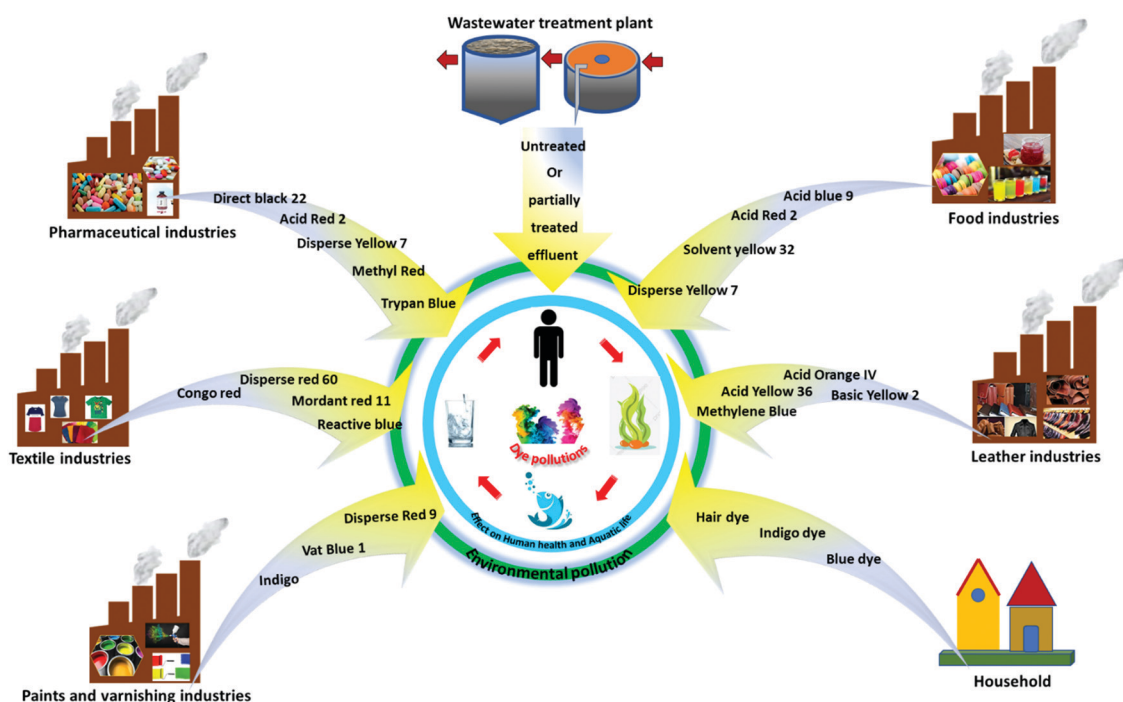 Wastewater treatment plant
Untreated
Or
partially
treated
effluent
Pharmaceutical industries
Direct black 22
Acid Red 2
Disperse Yellow 7
Methyl Red
Trypan Blue
Food industries
Acid blue 9
Acid Red 2
Solvent yellow 32
Disperse Yellow 7
Textile industries
Congo red
Disperse red 60
Mordant red 11
Reactive blue
Leather industries
Acid Orange IV
Basic Yellow 2
Acid Yellow 36
Methylene Blue
Dye pollutions
Effect on Human health and Aquatic life
Environmental pollution
Paints and varnishing industries
Disperse Red 9
Vat Blue 1
Indigo
Household
Hair dye
Indigo dye
Blue dye